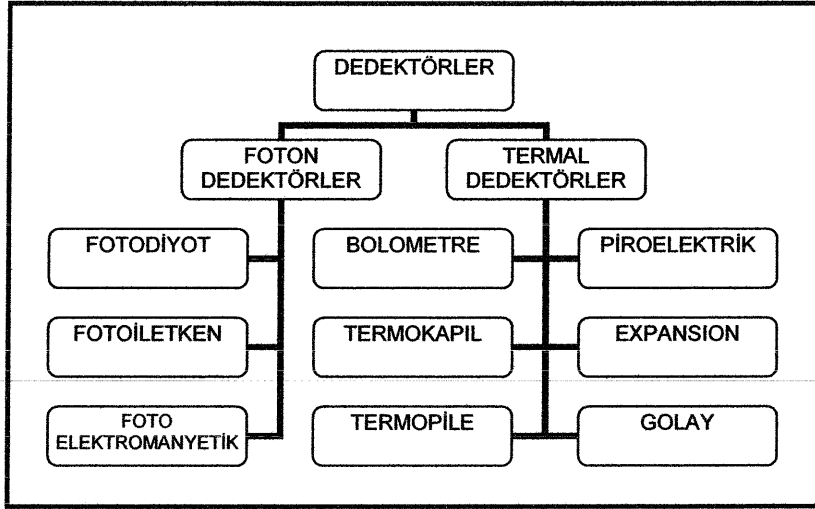 DEDEKTÖRLER
FOTON
DEDEKTÖRLER
TERMAL
DEDEKTÖRLER
FOTODİYOT
BOLOMETRE
PİROELEKTRİK
FOTOİLETKEN
TERMOKAPIL
EXPANSION
FOTO
ELEKTROMANYETİK
TERMOPİLE
GOLAY